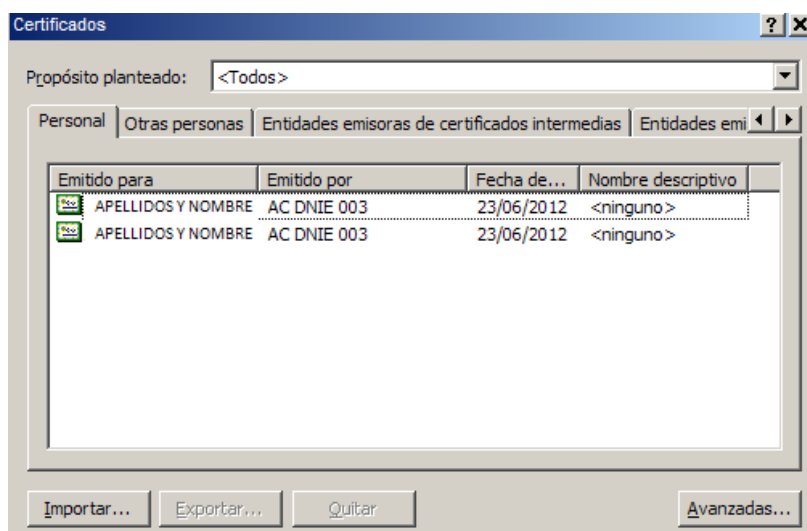 Certificados
Propósito planteado: <Todos>
Personal Otras personas Entidades emisoras de certificados intermedias Entidades emi
Emitido para Emitido por Fecha de... Nombre descriptivo
APELLIDOS Y NOMBRE AC DNIE 003 23/06/2012 <ninguno>
APELLIDOS Y NOMBRE AC DNIE 003 23/06/2012 <ninguno>
Importar... Exportar... Quitar Avanzadas...